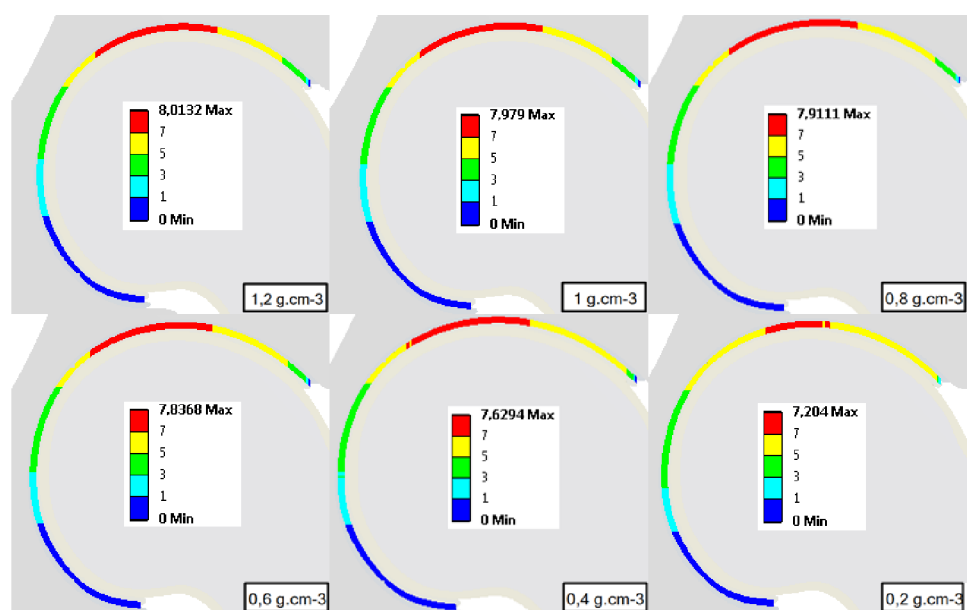 8,0132 Max
7
5
3
1
0 Min
1,2 g.cm-3
7,979 Max
7
5
3
1
0 Min
1 g.cm-3
7,9111 Max
7
5
3
1
0 Min
0,8 g.cm-3
7,8368 Max
7
5
3
1
0 Min
0,6 g.cm-3
7,6294 Max
7
5
3
1
0 Min
0,4 g.cm-3
7,204 Max
7
5
3
1
0 Min
0,2 g.cm-3